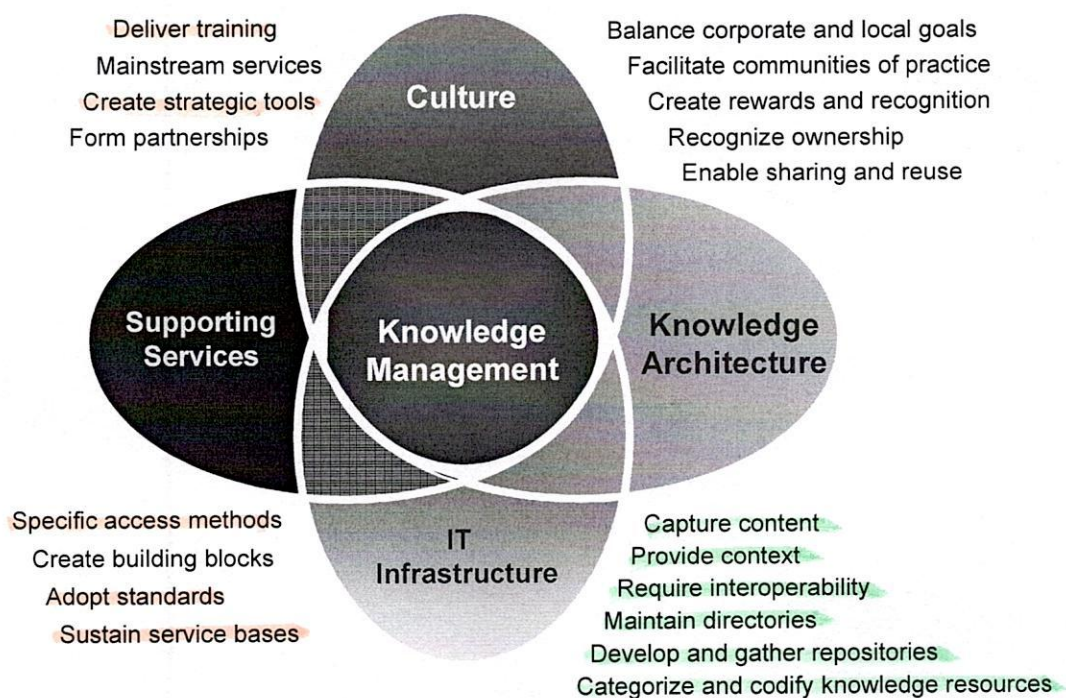 Deliver training
Mainstream services
Create strategic tools
Form partnerships
Balance corporate and local goals
Facilitate communities of practice
Create rewards and recognition
Recognize ownership
Enable sharing and reuse
Culture
Supporting
Services
Knowledge
Management
Knowledge
Architecture
IT
Infrastructure
Specific access methods
Create building blocks
Adopt standards
Sustain service bases
Capture content
Provide context
Require interoperability
Maintain directories
Develop and gather repositories
Categorize and codify knowledge resources